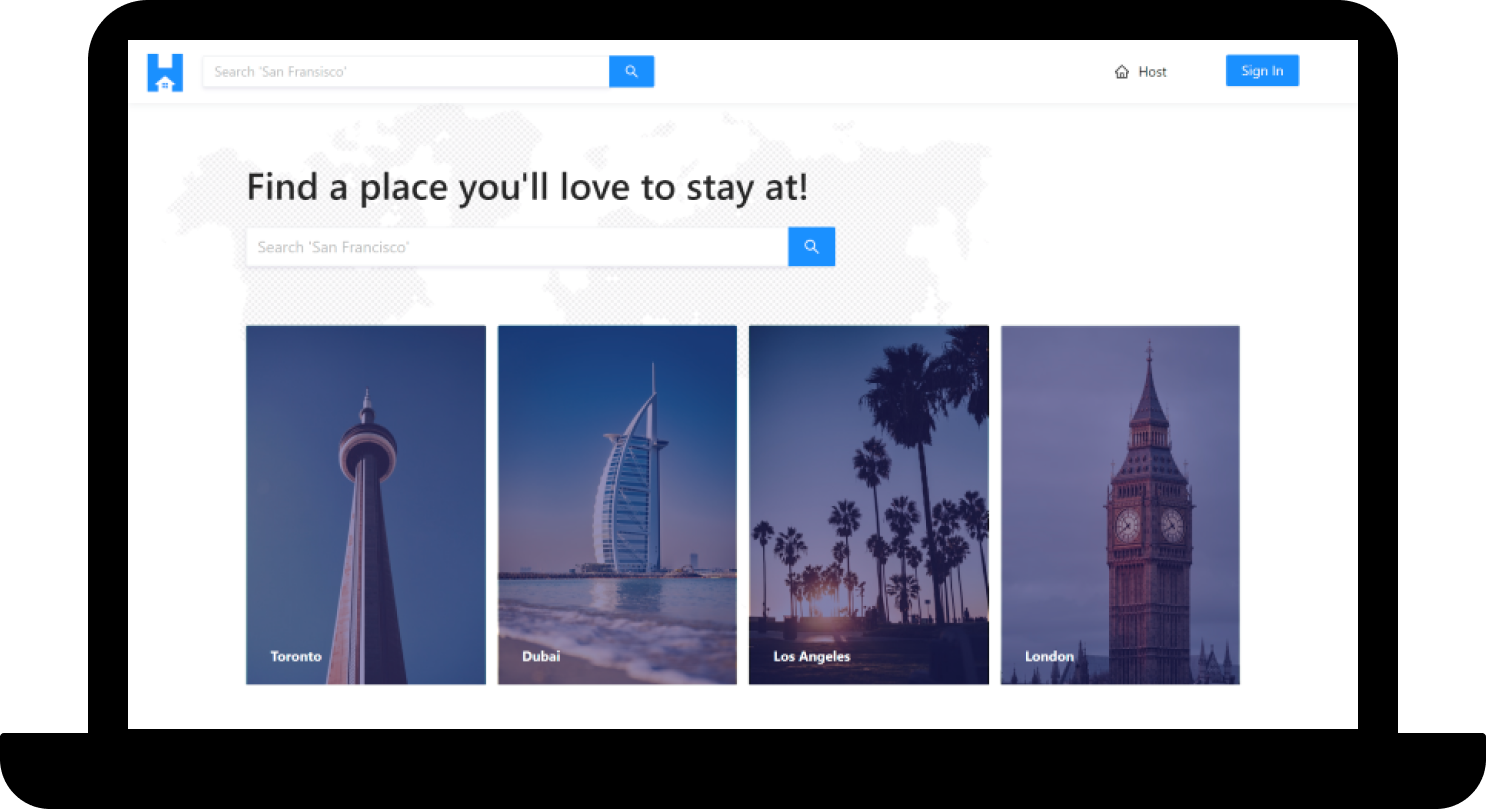 Search 'San Fransisco'
Host
Sign In
Find a place you'll love to stay at!
Search 'San Francisco'
Toronto
Dubai
Los Angeles
London